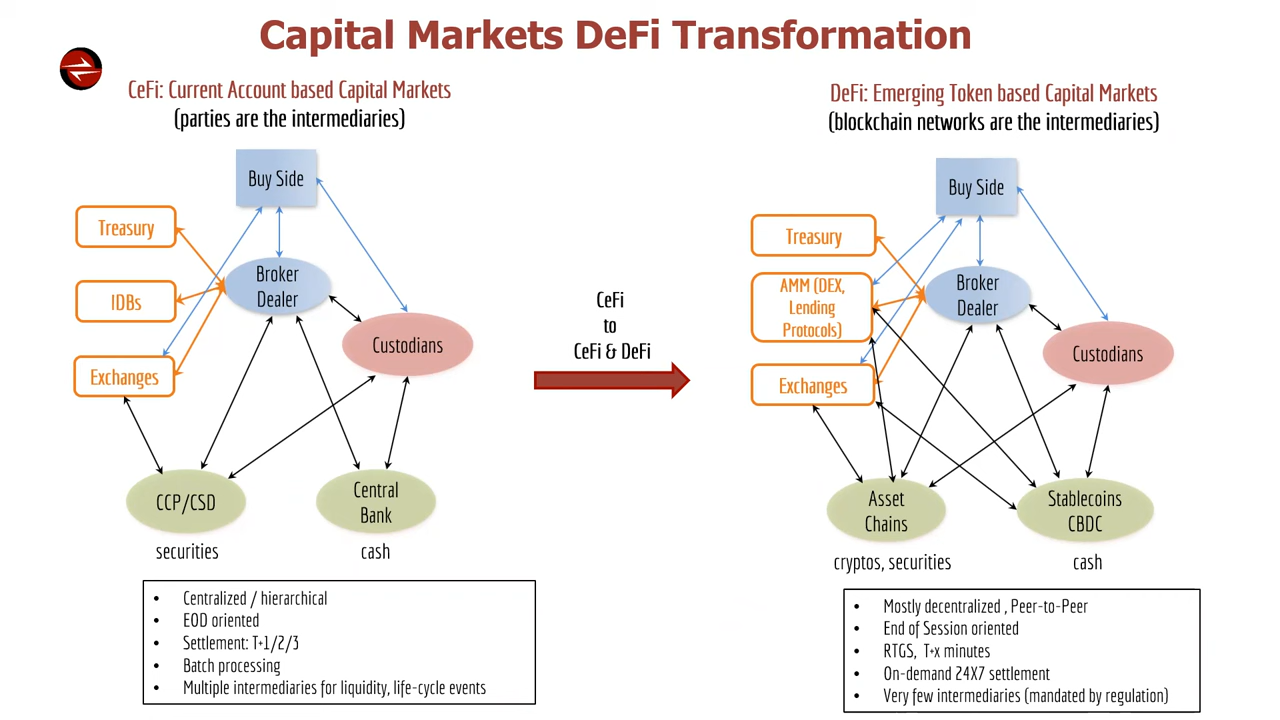 Capital Markets DeFi Transformation
CeFi: Current Account based Capital Markets
(parties are the intermediaries)
Buy Side
Treasury
IDBs
Exchanges
Broker
Dealer
Custodians
CCP/CSD
Central
Bank
securities
cash
• Centralized / hierarchical
• EOD oriented
• Settlement: T+1/2/3
• Batch processing
• Multiple intermediaries for liquidity, life-cycle events
CeFi
to
CeFi & DeFi
DeFi: Emerging Token based Capital Markets
(blockchain networks are the intermediaries)
Buy Side
Treasury
AMM (DEX,
Lending
Protocols)
Exchanges
Broker
Dealer
Custodians
Asset
Chains
Stablecoins
CBDC
cryptos, securities
cash
• Mostly decentralized , Peer-to-Peer
• End of Session oriented
• RTGS, T+x minutes
• On-demand 24X7 settlement
• Very few intermediaries (mandated by regulation)